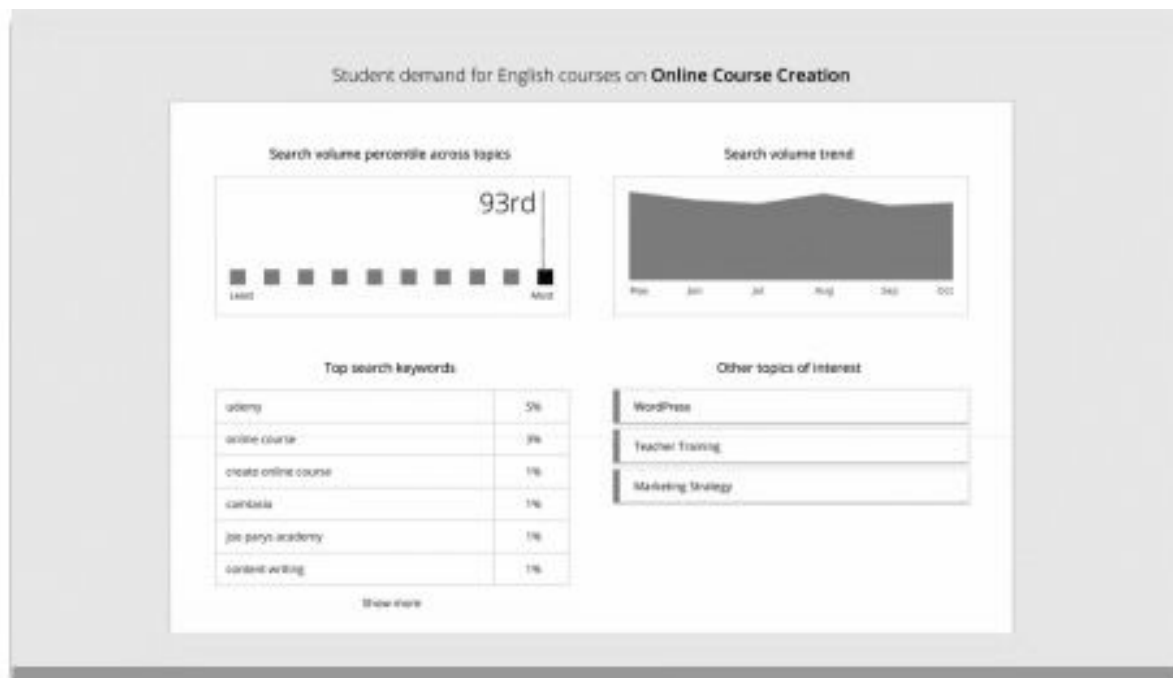 Student demand for English courses on Online Course Creation
Search volume percentile across topics
93rd
Least
Most
Search volume trend
May
Jun
Jul
Aug
Sep
Oct
Top search keywords
udemy 5%
online course 3%
create online course 1%
camtasia 1%
joe parys academy 1%
content writing 1%
Show more
Other topics of interest
WordPress
Teacher Training
Marketing Strategy